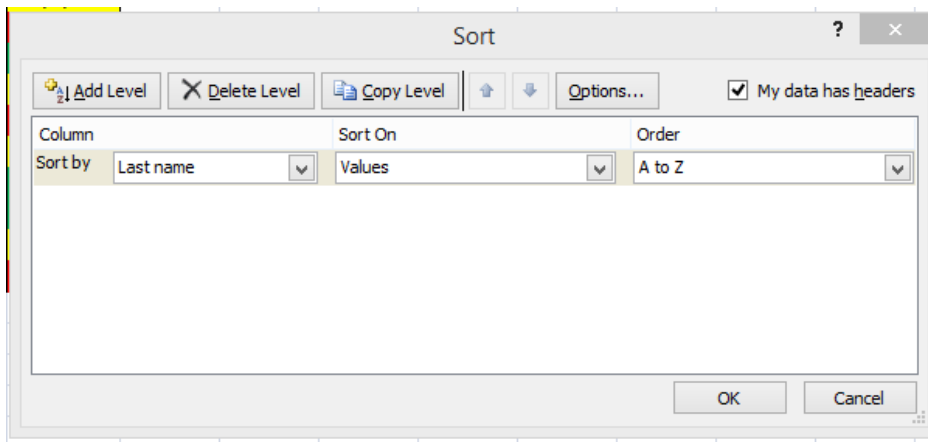 Sort ?
Add Level Delete Level Copy Level Options... My data has headers
Column Sort On Order
Sort by Last name Values A to Z
OK Cancel